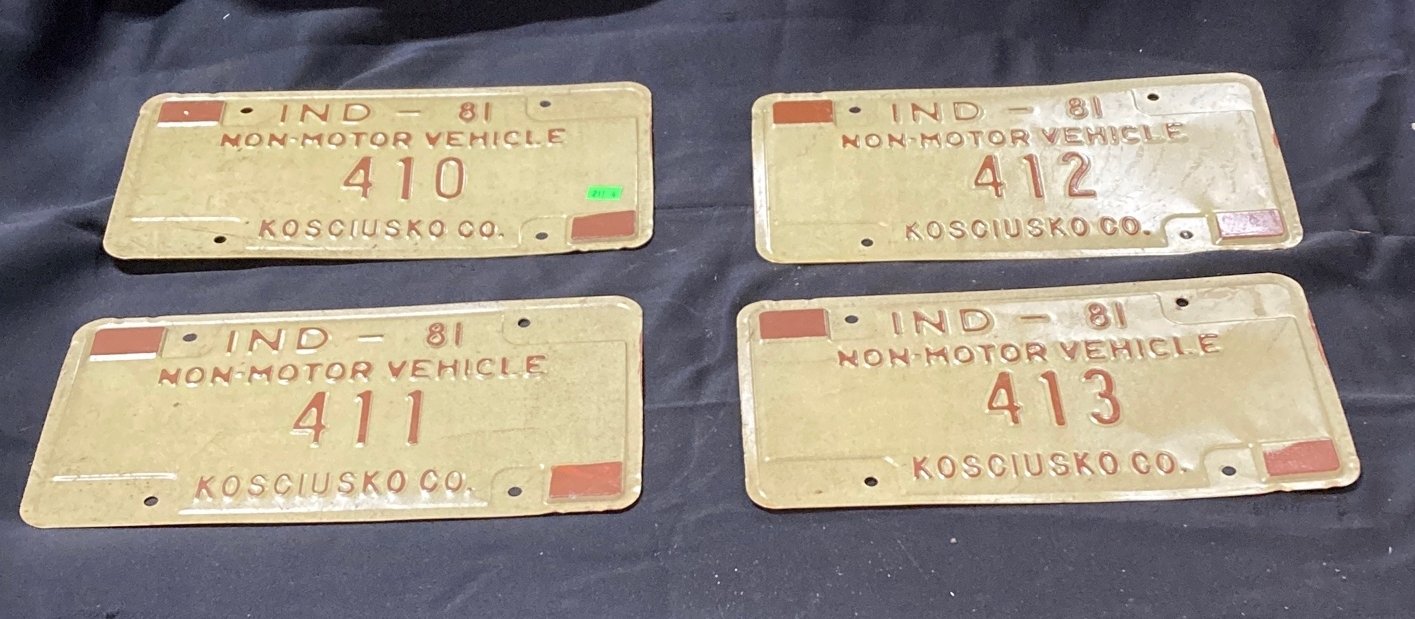 IND - 81
NON-MOTOR VEHICLE
410
KOSCIUSKO CO.
IND - 81
NON-MOTOR VEHICLE
412
KOSCIUSKO CO.
IND - 81
NON-MOTOR VEHICLE
411
KOSCIUSKO CO.
IND - 81
NON-MOTOR VEHICLE
413
KOSCIUSKO CO.